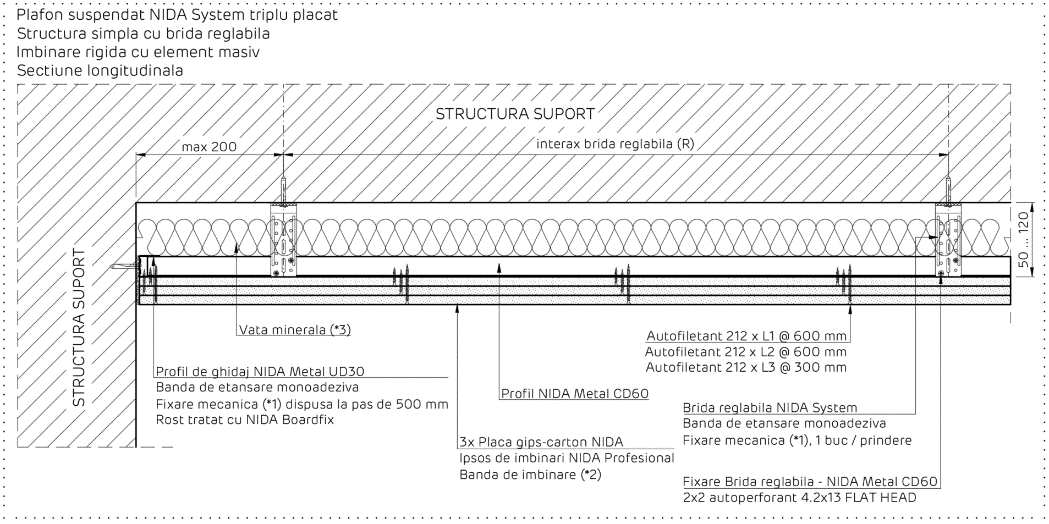 Plafon suspendat NIDA System triplu placat
Structura simpla cu brida reglabila
Imbinare rigida cu element masiv
Sectiune longitudinala
STRUCTURA SUPORT
max 200
interax brida reglabila (R)
50 ... 120
STRUCTURA SUPORT
Vata minerala (*3)
Autofiletant 212 x L1 @ 600 mm
Autofiletant 212 x L2 @ 600 mm
Autofiletant 212 x L3 @ 300 mm
Profil de ghidaj NIDA Metal UD30
Banda de etansare monoadeziva
Fixare mecanica (*1) dispusa la pas de 500 mm
Rost tratat cu NIDA Boardfix
Profil NIDA Metal CD60
Brida reglabila NIDA System
Banda de etansare monoadeziva
Fixare mecanica (*1), 1 buc / prindere
3x Placa gips-carton NIDA
Ipsos de imbinari NIDA Profesional
Banda de imbinare (*2)
Fixare Brida reglabila - NIDA Metal CD60
2x2 autoperforant 4.2x13 FLAT HEAD